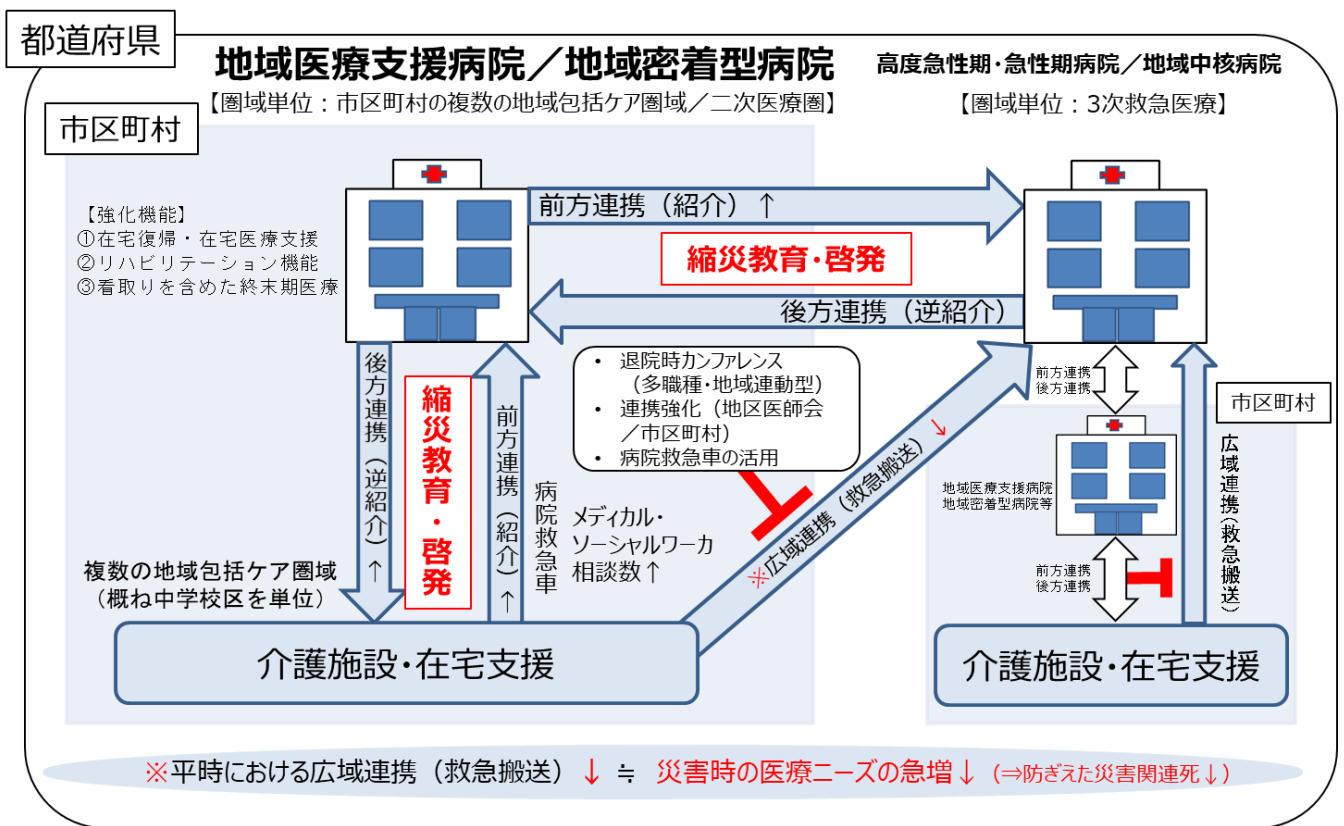 都道府県
地域医療支援病院／地域密着型病院
【圏域単位：市区町村の複数の地域包括ケア圏域／二次医療圏】
高度急性期・急性期病院／地域中核病院
【圏域単位：3次救急医療】
市区町村
【強化機能】
①在宅復帰・在宅医療支援
②リハビリテーション機能
③看取りを含めた終末期医療
前方連携（紹介）↑
縮災教育・啓発
後方連携（逆紹介）
後方連携（逆紹介）↑
縮災教育・啓発
前方連携（紹介）↑
病院救急車
メディカル・
ソーシャルワーカ
相談数↑
• 退院時カンファレンス
（多職種・地域連動型）
• 連携強化（地区医師会
／市区町村）
• 病院救急車の活用
※広域連携（救急搬送）↓
複数の地域包括ケア圏域
（概ね中学校区を単位）
介護施設・在宅支援
前方連携
後方連携
市区町村
地域医療支援病院
地域密着型病院等
広域連携（救急搬送）
前方連携
後方連携
介護施設・在宅支援
※平時における広域連携（救急搬送）↓ ≒ 災害時の医療ニーズの急増↓（⇒防ぎえた災害関連死↓）